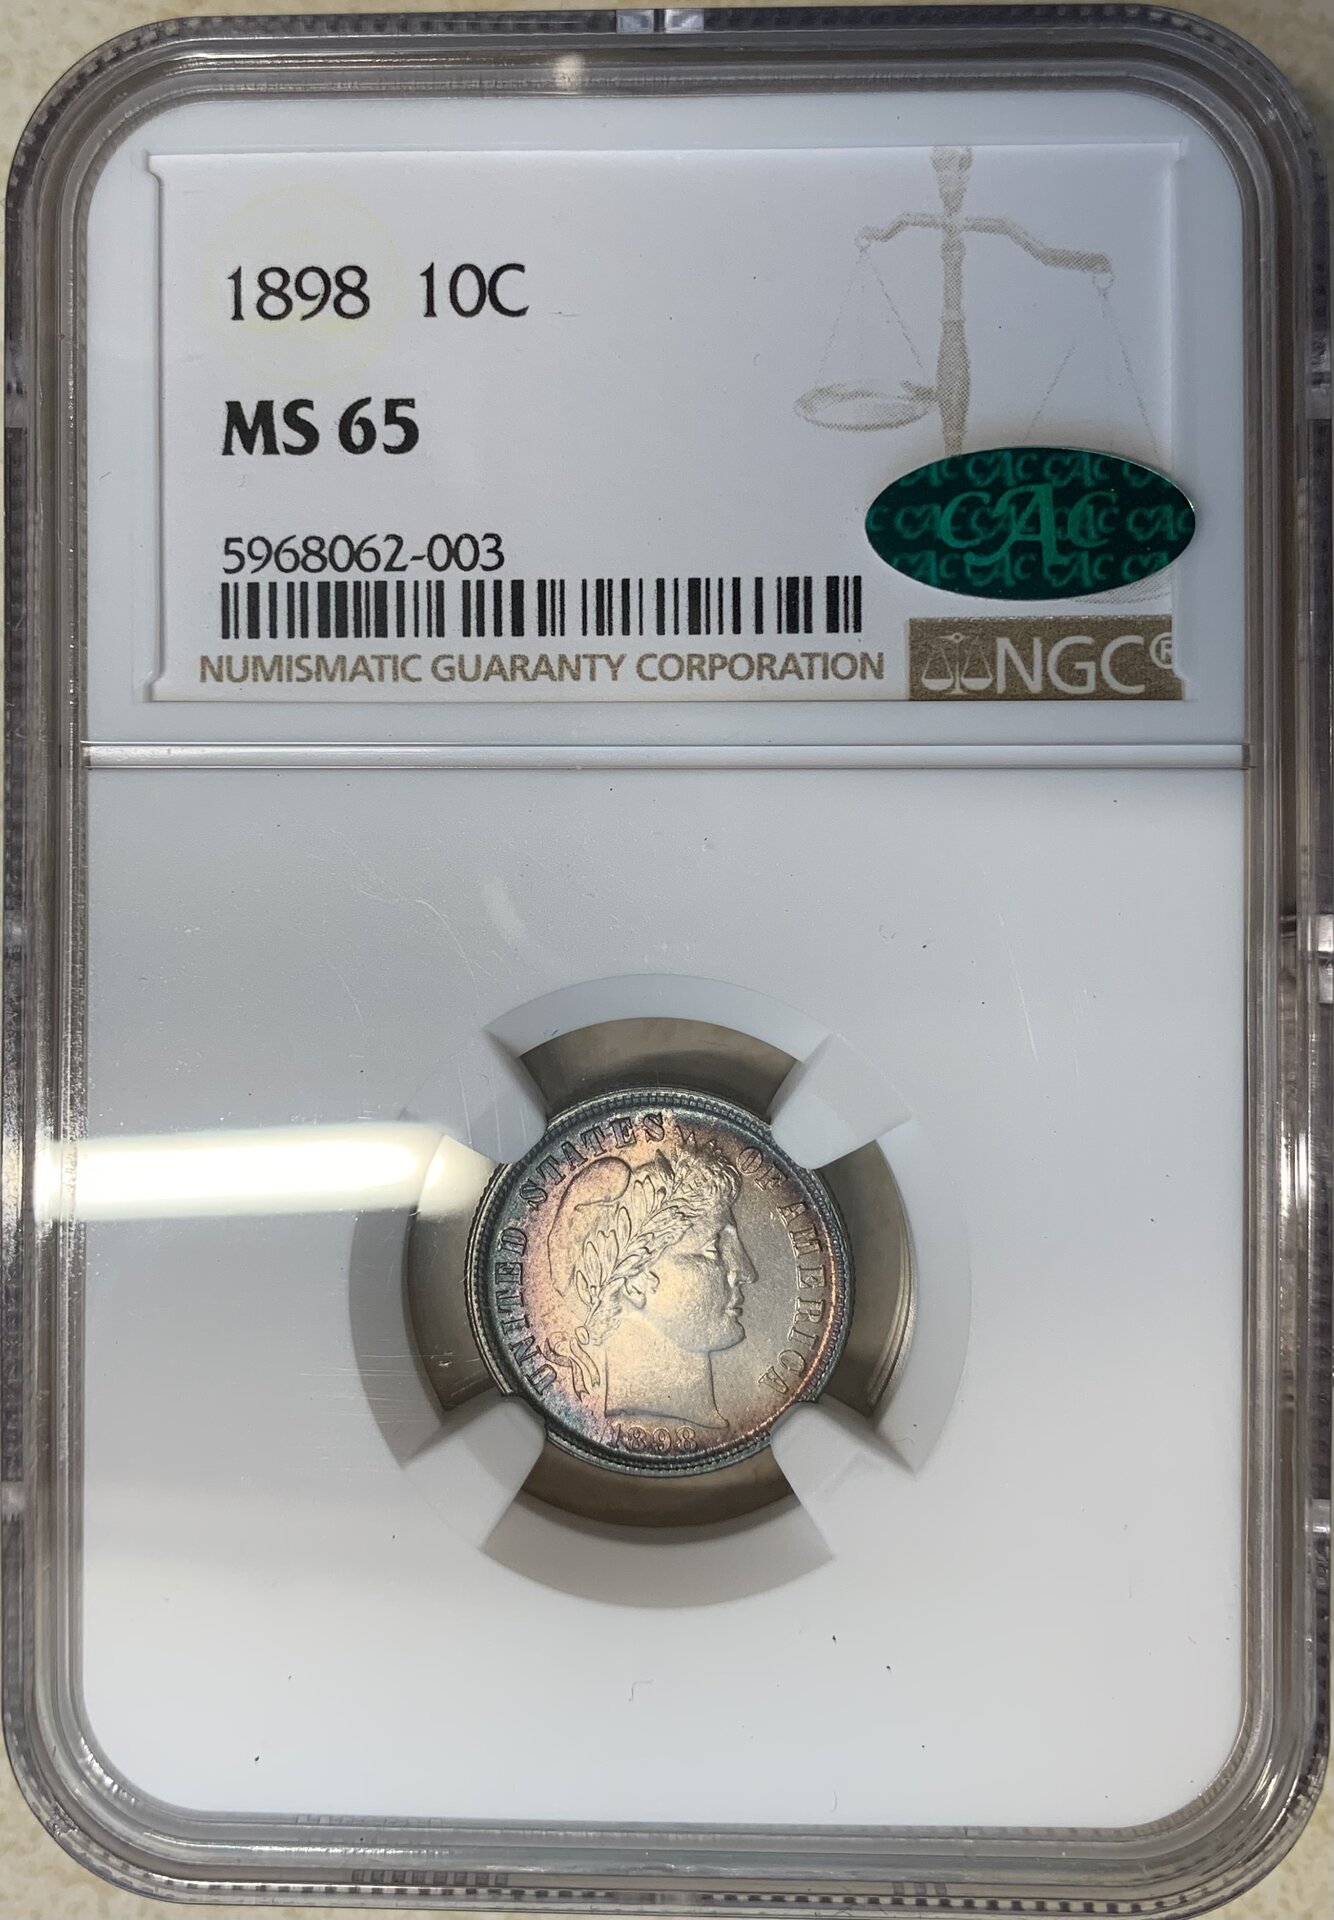 1898 10C
MS 65
5968062-003
NUMISMATIC GUARANTY CORPORATION
NGC®
CAC
UNITED STATES OF AMERICA
1898